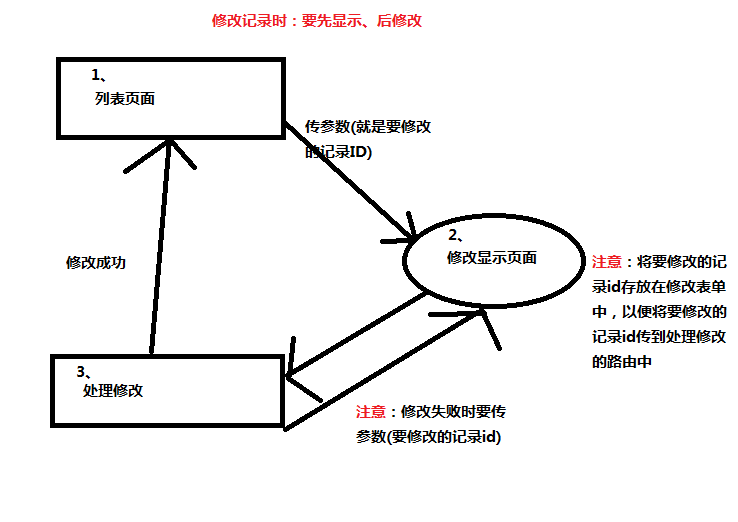 修改记录时：要先显示、后修改
1、
列表页面
传参数(就是要修改
的记录ID)
2、
修改显示页面
修改成功
注意：将要修改的记
录id存放在修改表单
中，以便将要修改的
记录id传到处理修改
的路由中
3、
处理修改
注意：修改失败时要传
参数(要修改的记录id)